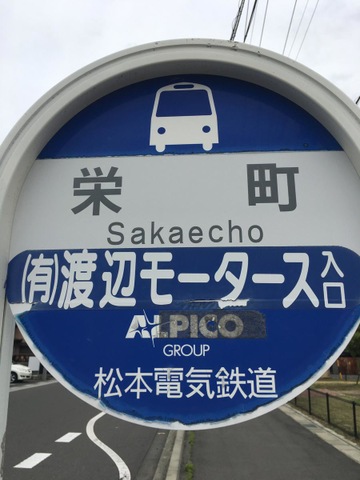 栄町
Sakaecho
(有)渡辺モータース入口
ALPICO
GROUP
松本電気鉄道